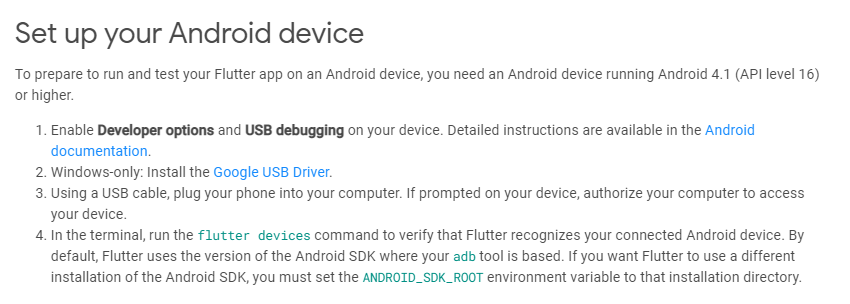 Set up your Android device
To prepare to run and test your Flutter app on an Android device, you need an Android device running Android 4.1 (API level 16)
or higher.
1. Enable Developer options and USB debugging on your device. Detailed instructions are available in the Android
documentation.
2. Windows-only: Install the Google USB Driver.
3. Using a USB cable, plug your phone into your computer. If prompted on your device, authorize your computer to access
your device.
4. In the terminal, run the flutter devices command to verify that Flutter recognizes your connected Android device. By
default, Flutter uses the version of the Android SDK where your adb tool is based. If you want Flutter to use a different
installation of the Android SDK, you must set the ANDROID_SDK_ROOT environment variable to that installation directory.